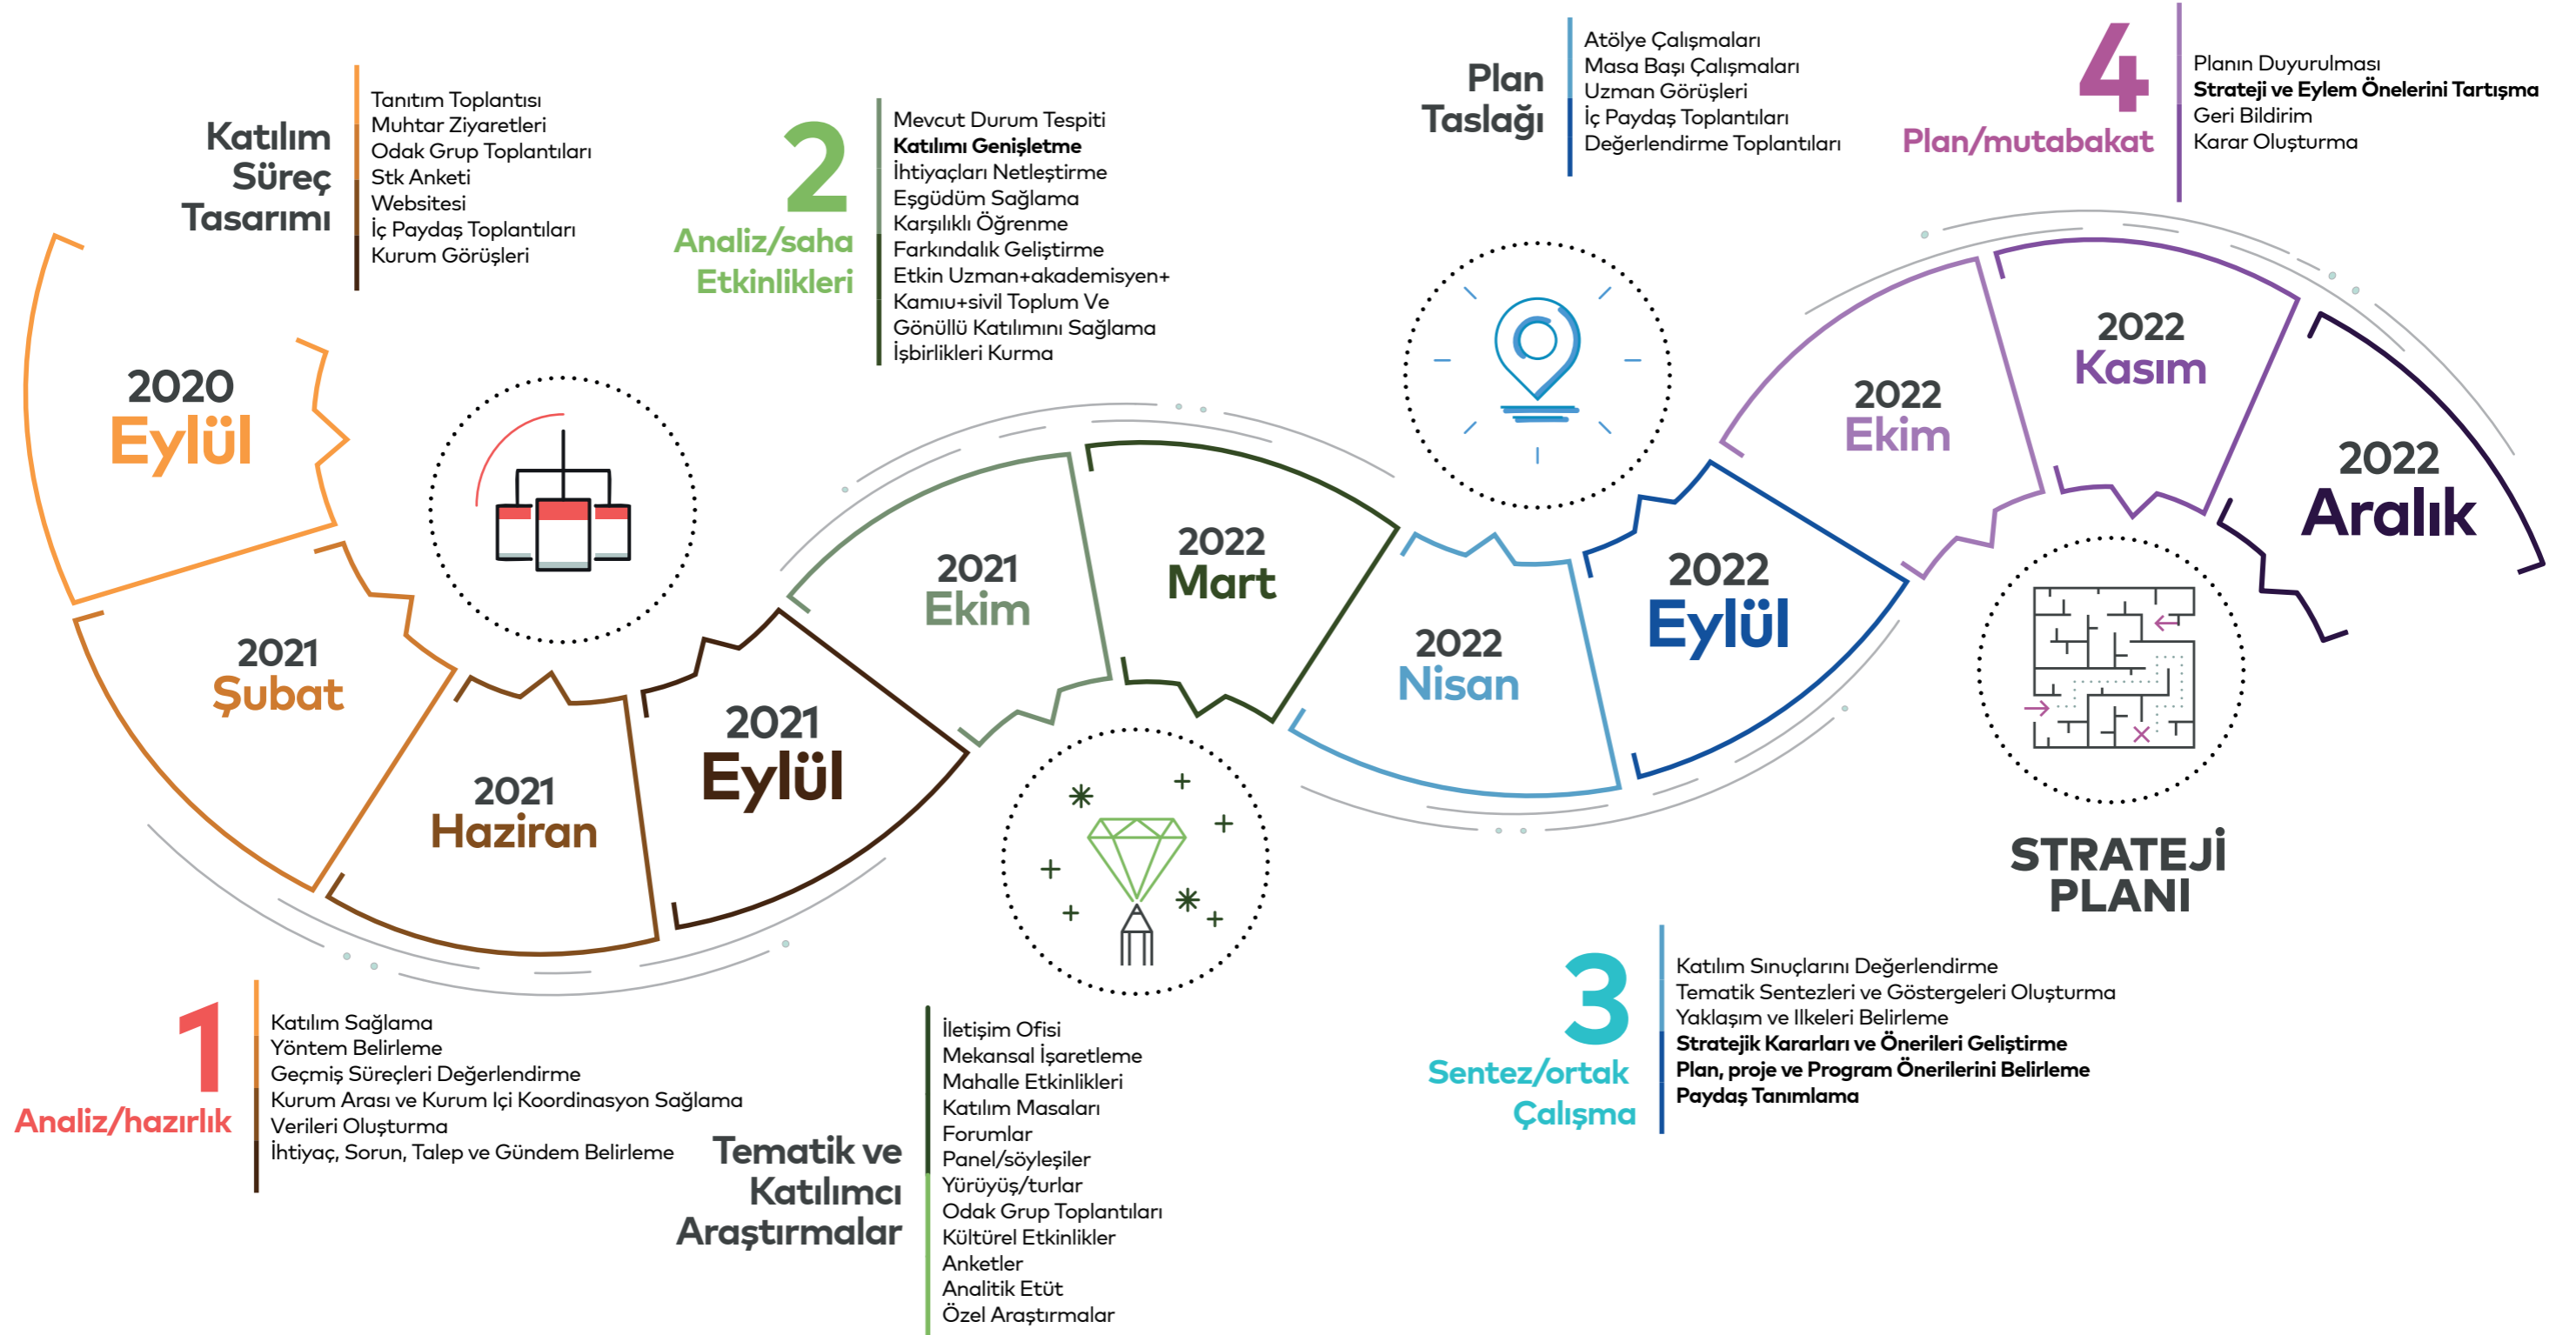 Katılım
Süreç
Tasarımı
Tanıtım Toplantısı
Muhtar Ziyaretleri
Odak Grup Toplantıları
Stk Anketi
Websitesi
İç Paydaş Toplantıları
Kurum Görüşleri
2
Analiz/saha
Etkinlikleri
Mevcut Durum Tespiti
Katılımı Genişletme
İhtiyaçları Netleştirme
Eşgüdüm Sağlama
Karşılıklı Öğrenme
Farkındalık Geliştirme
Etkin Uzman+akademisyen+
Kamıu+sivil Toplum Ve
Gönüllü Katılımını Sağlama
İşbirlikleri Kurma
Plan
Taslağı
Atölye Çalışmaları
Masa Başı Çalışmaları
Uzman Görüşleri
İç Paydaş Toplantıları
Değerlendirme Toplantıları
4
Plan/mutabakat
Planın Duyurulması
Strateji ve Eylem Önelerini Tartışma
Geri Bildirim
Karar Oluşturma
2020
Eylül
2021
Şubat
2021
Haziran
2021
Eylül
2021
Ekim
2022
Mart
2022
Nisan
2022
Eylül
2022
Ekim
2022
Kasım
2022
Aralık
STRATEJİ
PLANI
1
Analiz/hazırlık
Katılım Sağlama
Yöntem Belirleme
Geçmiş Süreçleri Değerlendirme
Kurum Arası ve Kurum Içi Koordinasyon Sağlama
Verileri Oluşturma
İhtiyaç, Sorun, Talep ve Gündem Belirleme
Tematik ve
Katılımcı
Araştırmalar
İletişim Ofisi
Mekansal İşaretleme
Mahalle Etkinlikleri
Katılım Masaları
Forumlar
Panel/söyleşiler
Yürüyüş/turlar
Odak Grup Toplantıları
Kültürel Etkinlikler
Anketler
Analitik Etüt
Özel Araştırmalar
3
Sentez/ortak
Çalışma
Katılım Sınuçlarını Değerlendirme
Tematik Sentezleri ve Göstergeleri Oluşturma
Yaklaşım ve Ilkeleri Belirleme
Stratejik Kararları ve Önerileri Geliştirme
Plan, proje ve Program Önerilerini Belirleme
Paydaş Tanımlama